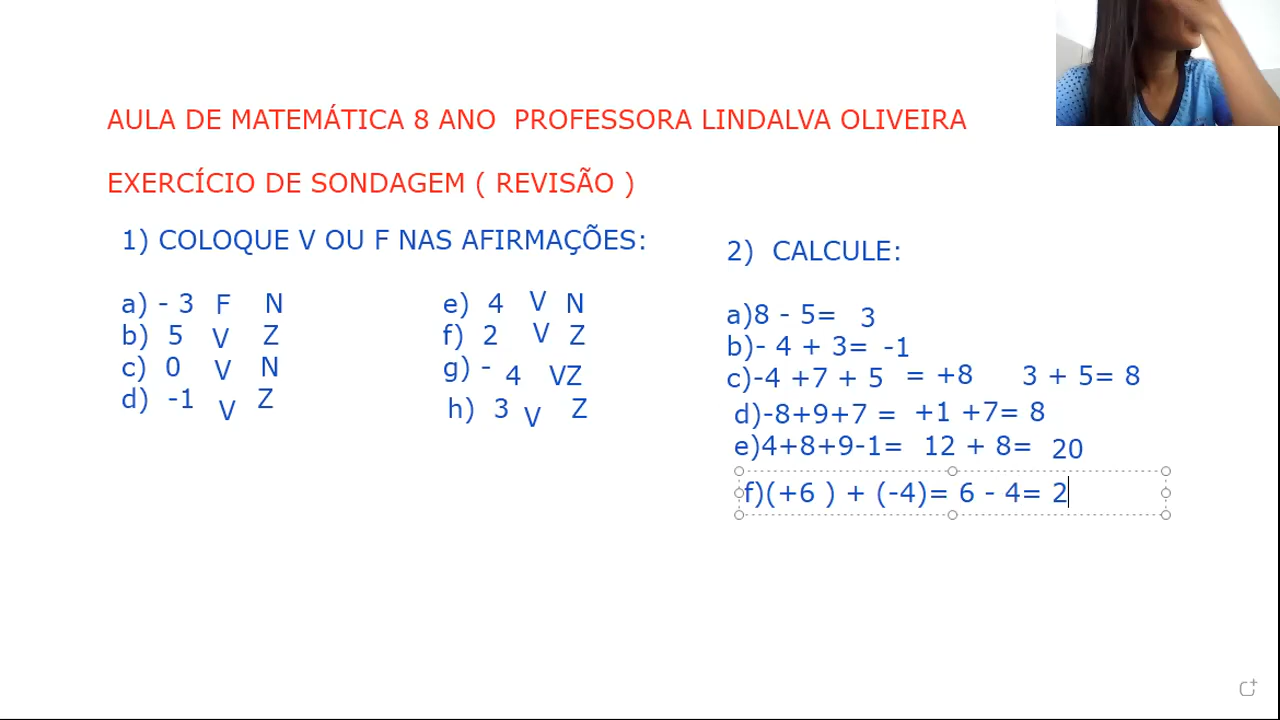 AULA DE MATEMÁTICA 8 ANO PROFESSORA LINDALVA OLIVEIRA
EXERCÍCIO DE SONDAGEM ( REVISÃO )
1) COLOQUE V OU F NAS AFIRMAÇÕES:
a) - 3 F N
b) 5 V Z
c) 0 V N
d) -1 V Z
e) 4 V N
f) 2 V Z
g) - 4 VZ
h) 3 V Z
2) CALCULE:
a)8 - 5= 3
b)- 4 + 3= -1
c)-4 +7 + 5 = +8 3 + 5= 8
d)-8+9+7 = +1 +7= 8
e)4+8+9-1= 12 + 8= 20
f)(+6 ) + (-4)= 6 - 4= 2